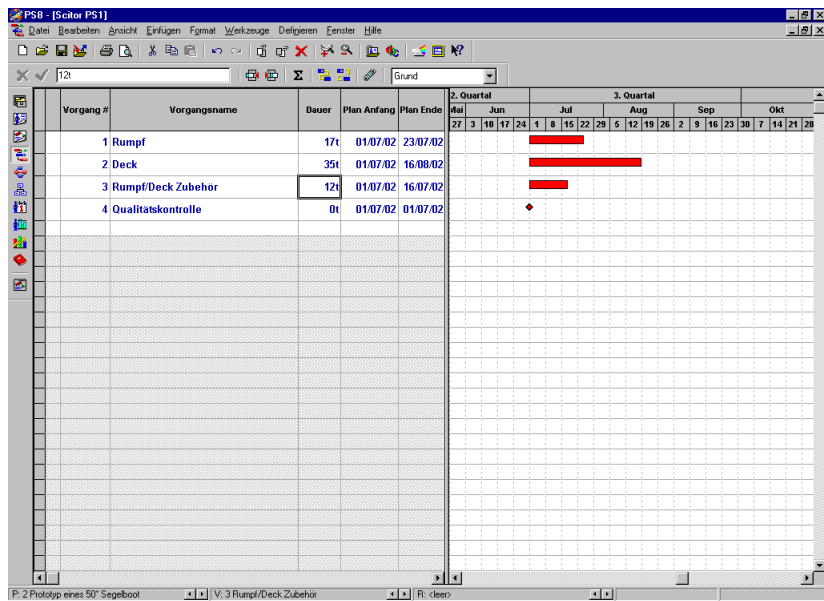 PS8 - [Scitor PS1]
Datei Bearbeiten Ansicht Einfügen Format Werkzeuge Definieren Fenster Hilfe
12t
Grund
Vorgang # Vorgangsname Dauer Plan Anfang Plan Ende
2. Quartal 3. Quartal
Mai Jun Jul Aug Sep Okt
27 3 10 17 24 1 8 15 22 29 5 12 19 26 2 9 16 23 30 7 14 21 28
1 Rumpf 17t 01/07/02 23/07/02
2 Deck 35t 01/07/02 16/08/02
3 Rumpf/Deck Zubehör 12t 01/07/02 16/07/02
4 Qualitätskontrolle 0t 01/07/02 01/07/02
P: 2 Prototyp eines 50" Segelboot V: 3 Rumpf/Deck Zubehör R: <leer>